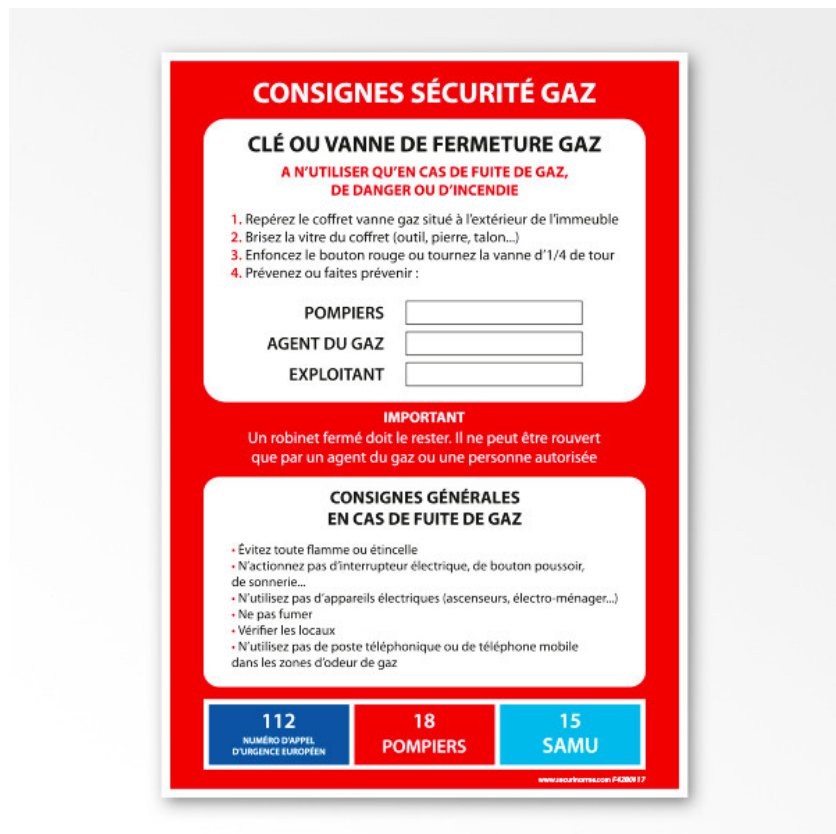 CONSIGNES SÉCURITÉ GAZ
CLÉ OU VANNE DE FERMETURE GAZ
A N'UTILISER QU'EN CAS DE FUITE DE GAZ,
DE DANGER OU D'INCENDIE
1. Repérez le coffret vanne gaz situé à l'extérieur de l'immeuble
2. Brisez la vitre du coffret (outil, pierre, talon...)
3. Enfoncez le bouton rouge ou tournez la vanne d'1/4 de tour
4. Prévenez ou faites prévenir :
POMPIERS
AGENT DU GAZ
EXPLOITANT
IMPORTANT
Un robinet fermé doit le rester. Il ne peut être rouvert
que par un agent du gaz ou une personne autorisée
CONSIGNES GÉNÉRALES
EN CAS DE FUITE DE GAZ
• Évitez toute flamme ou étincelle
• N'actionnez pas d'interrupteur électrique, de bouton poussoir,
de sonnerie...
• N'utilisez pas d'appareils électriques (ascenseurs, électro-ménager...)
• Ne pas fumer
• Vérifier les locaux
• N'utilisez pas de poste téléphonique ou de téléphone mobile
dans les zones d'odeur de gaz
112
NUMÉRO D'APPEL
D'URGENCE EUROPÉEN
18
POMPIERS
15
SAMU
www.securinorme.com